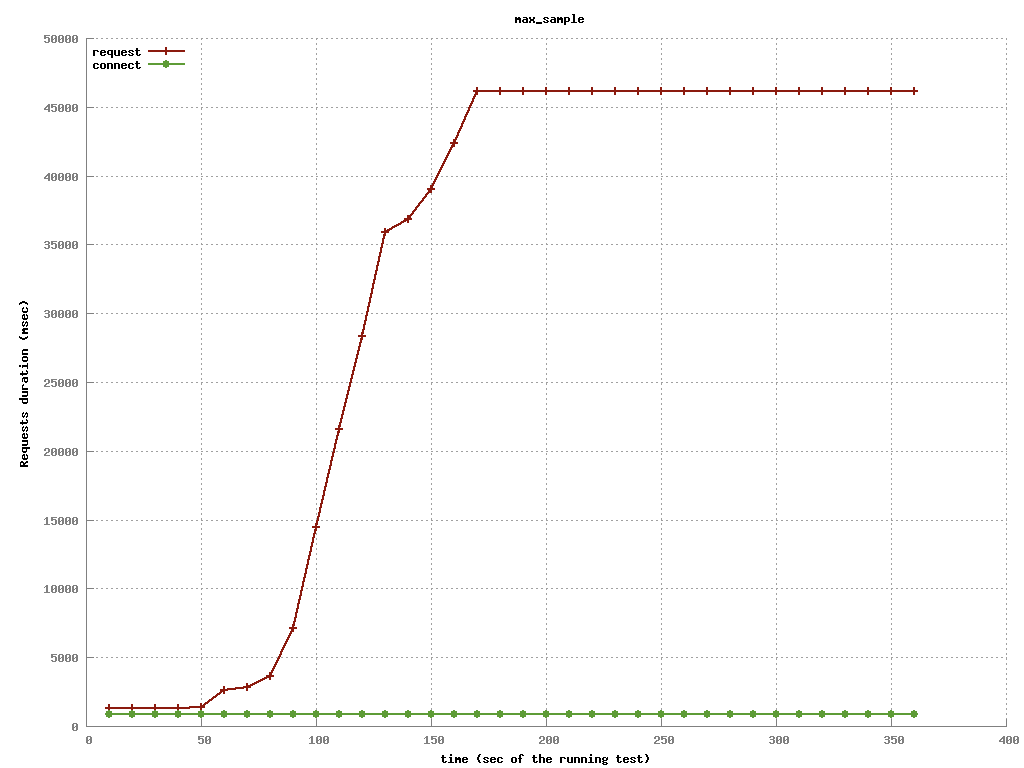 max_sample
request
connect
50000
45000
40000
35000
30000
25000
20000
15000
10000
5000
0
Requests duration (msec)
0 50 100 150 200 250 300 350 400
time (sec of the running test)